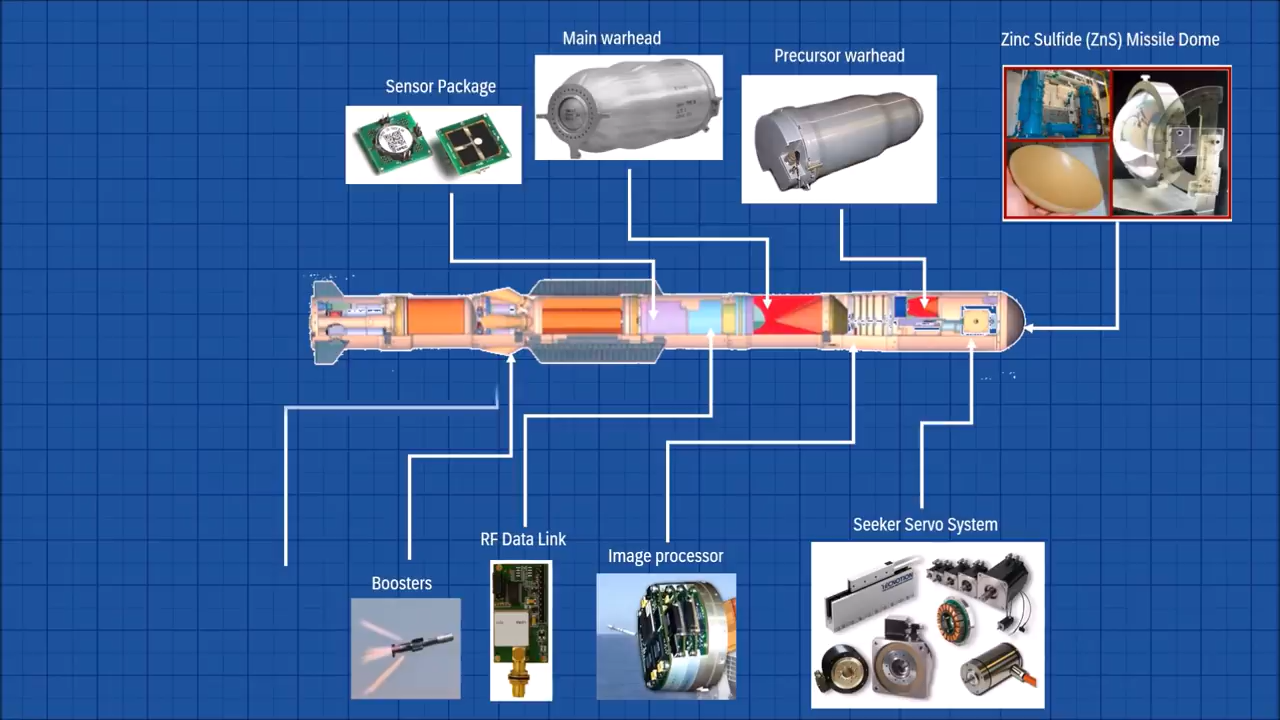 Main warhead
Zinc Sulfide (ZnS) Missile Dome
Precursor warhead
Sensor Package
Seeker Servo System
RF Data Link
Image processor
Boosters
TECNOTION